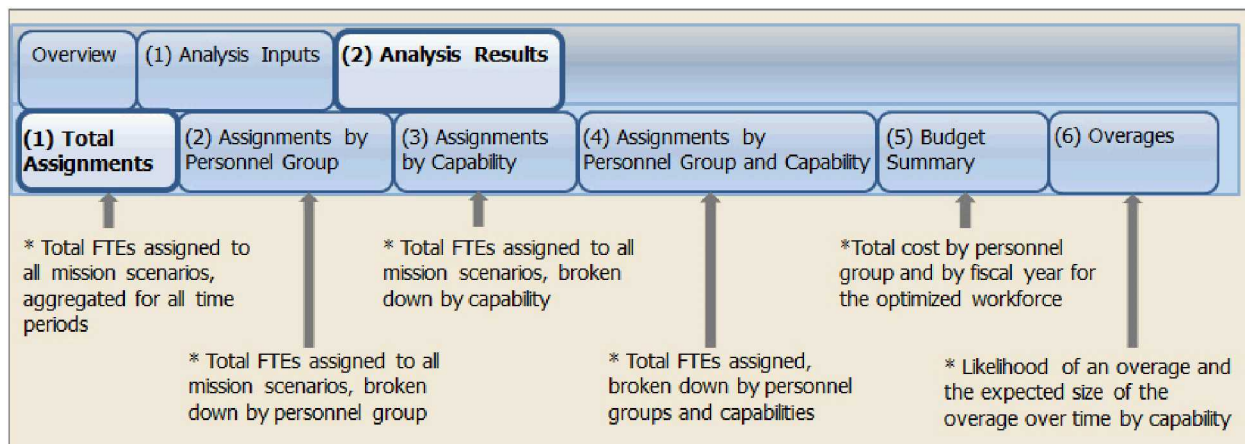 Overview
(1) Analysis Inputs
(2) Analysis Results
(1) Total
Assignments
(2) Assignments by
Personnel Group
(3) Assignments
by Capability
(4) Assignments by
Personnel Group and Capability
(5) Budget
Summary
(6) Overages
* Total FTEs assigned to
all mission scenarios,
aggregated for all time
periods
* Total FTEs assigned to all
mission scenarios, broken
down by personnel group
* Total FTEs assigned to all
mission scenarios, broken
down by capability
* Total FTEs assigned,
broken down by personnel
groups and capabilities
*Total cost by personnel
group and by fiscal year for
the optimized workforce
* Likelihood of an overage and
the expected size of the
overage over time by capability